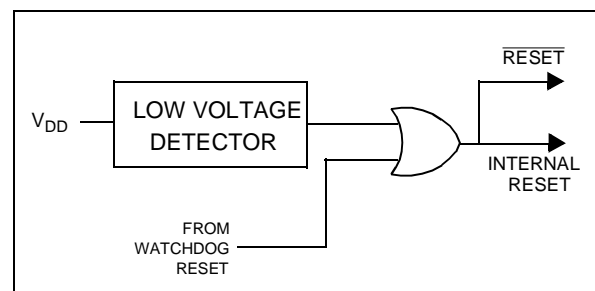 RESET
LOW VOLTAGE
DETECTOR
VDD
INTERNAL
RESET
FROM
WATCHDOG
RESET